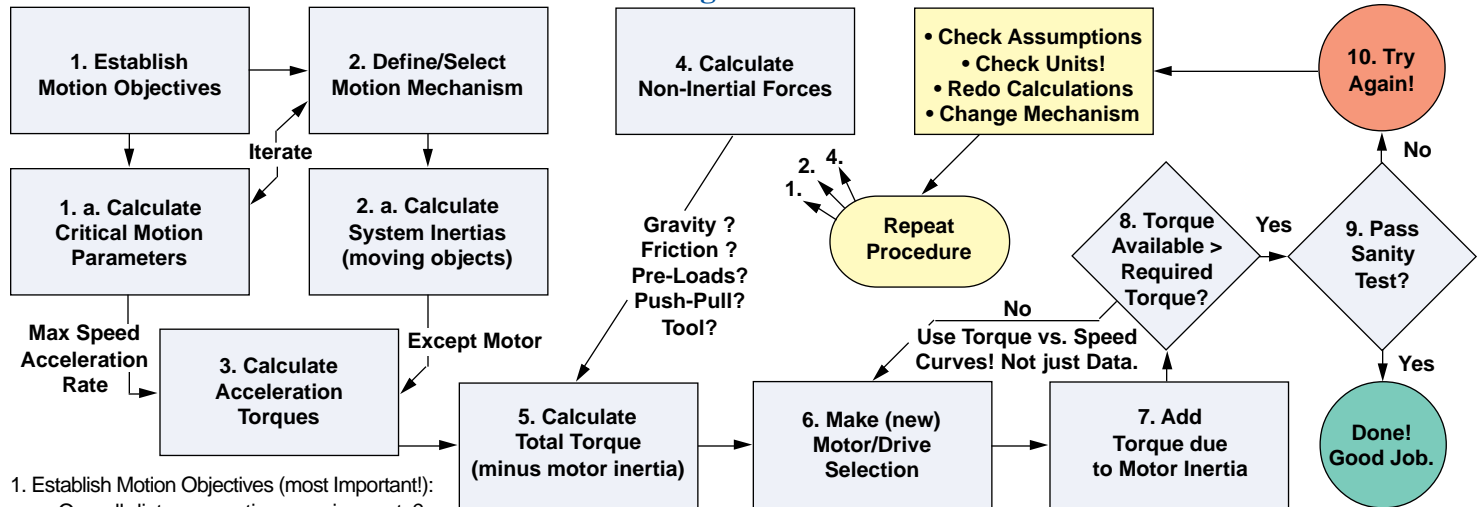 1. Establish
Motion Objectives
2. Define/Select
Motion Mechanism
4. Calculate
Non-Inertial Forces
• Check Assumptions
• Check Units!
• Redo Calculations
• Change Mechanism
10. Try
Again!
Iterate
No
1. a. Calculate
Critical Motion
Parameters
2. a. Calculate
System Inertias
(moving objects)
Gravity ?
Friction ?
Pre-Loads?
Push-Pull?
Tool?
1.
2.
4.
Repeat
Procedure
8. Torque
Available >
Required
Torque?
Yes
9. Pass
Sanity
Test?
Max Speed
Acceleration
Rate
Except Motor
No
Use Torque vs. Speed
Curves! Not just Data.
Yes
3. Calculate
Acceleration
Torques
5. Calculate
Total Torque
(minus motor inertia)
6. Make (new)
Motor/Drive
Selection
7. Add
Torque due
to Motor Inertia
Done!
Good Job.
1. Establish Motion Objectives (most Important!):